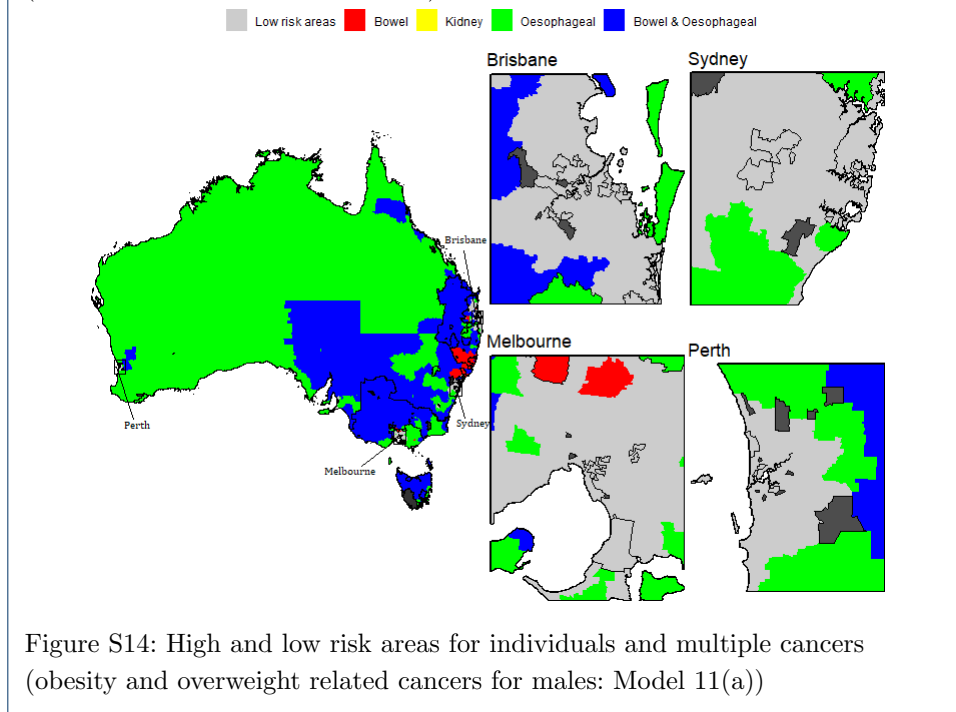 Low risk areas Bowel Kidney Oesophageal Bowel & Oesophageal
Brisbane
Sydney
Brisbane
Perth
Sydney
Melbourne
Melbourne
Perth
Figure S14: High and low risk areas for individuals and multiple cancers
(obesity and overweight related cancers for males: Model 11(a))